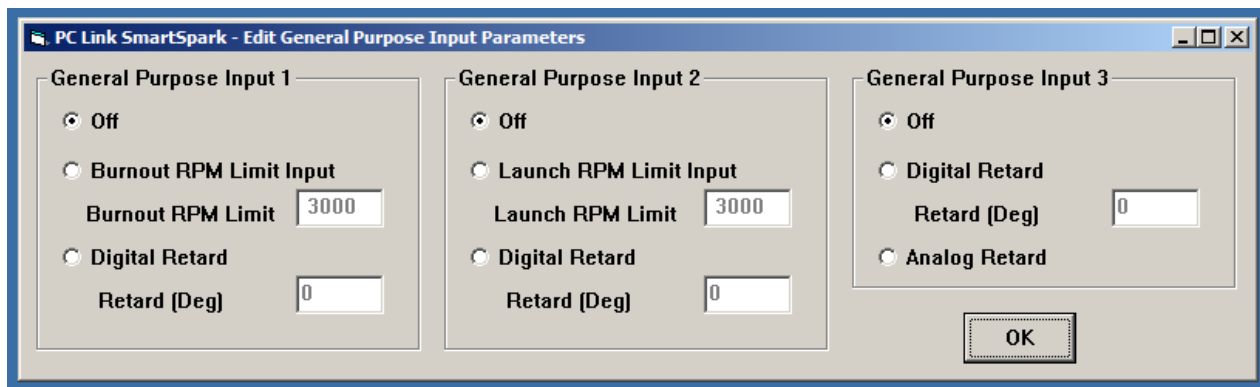 PC Link SmartSpark - Edit General Purpose Input Parameters
General Purpose Input 1
Off
Burnout RPM Limit Input
Burnout RPM Limit 3000
Digital Retard
Retard (Deg) 0
General Purpose Input 2
Off
Launch RPM Limit Input
Launch RPM Limit 3000
Digital Retard
Retard (Deg) 0
General Purpose Input 3
Off
Digital Retard
Retard (Deg) 0
Analog Retard
OK